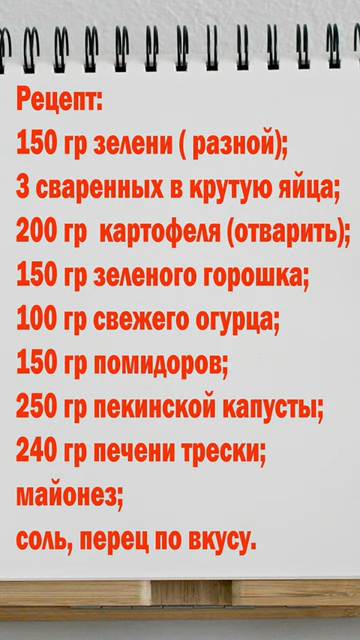 Рецепт:
150 гр зелени ( разной);
3 сваренных в крутую яйца;
200 гр  картофеля (отварить);
150 гр зеленого горошка;
100 гр свежего огурца;
150 гр помидоров;
250 гр пекинской капусты;
240 гр печени трески;
майонез;
соль, перец по вкусу.